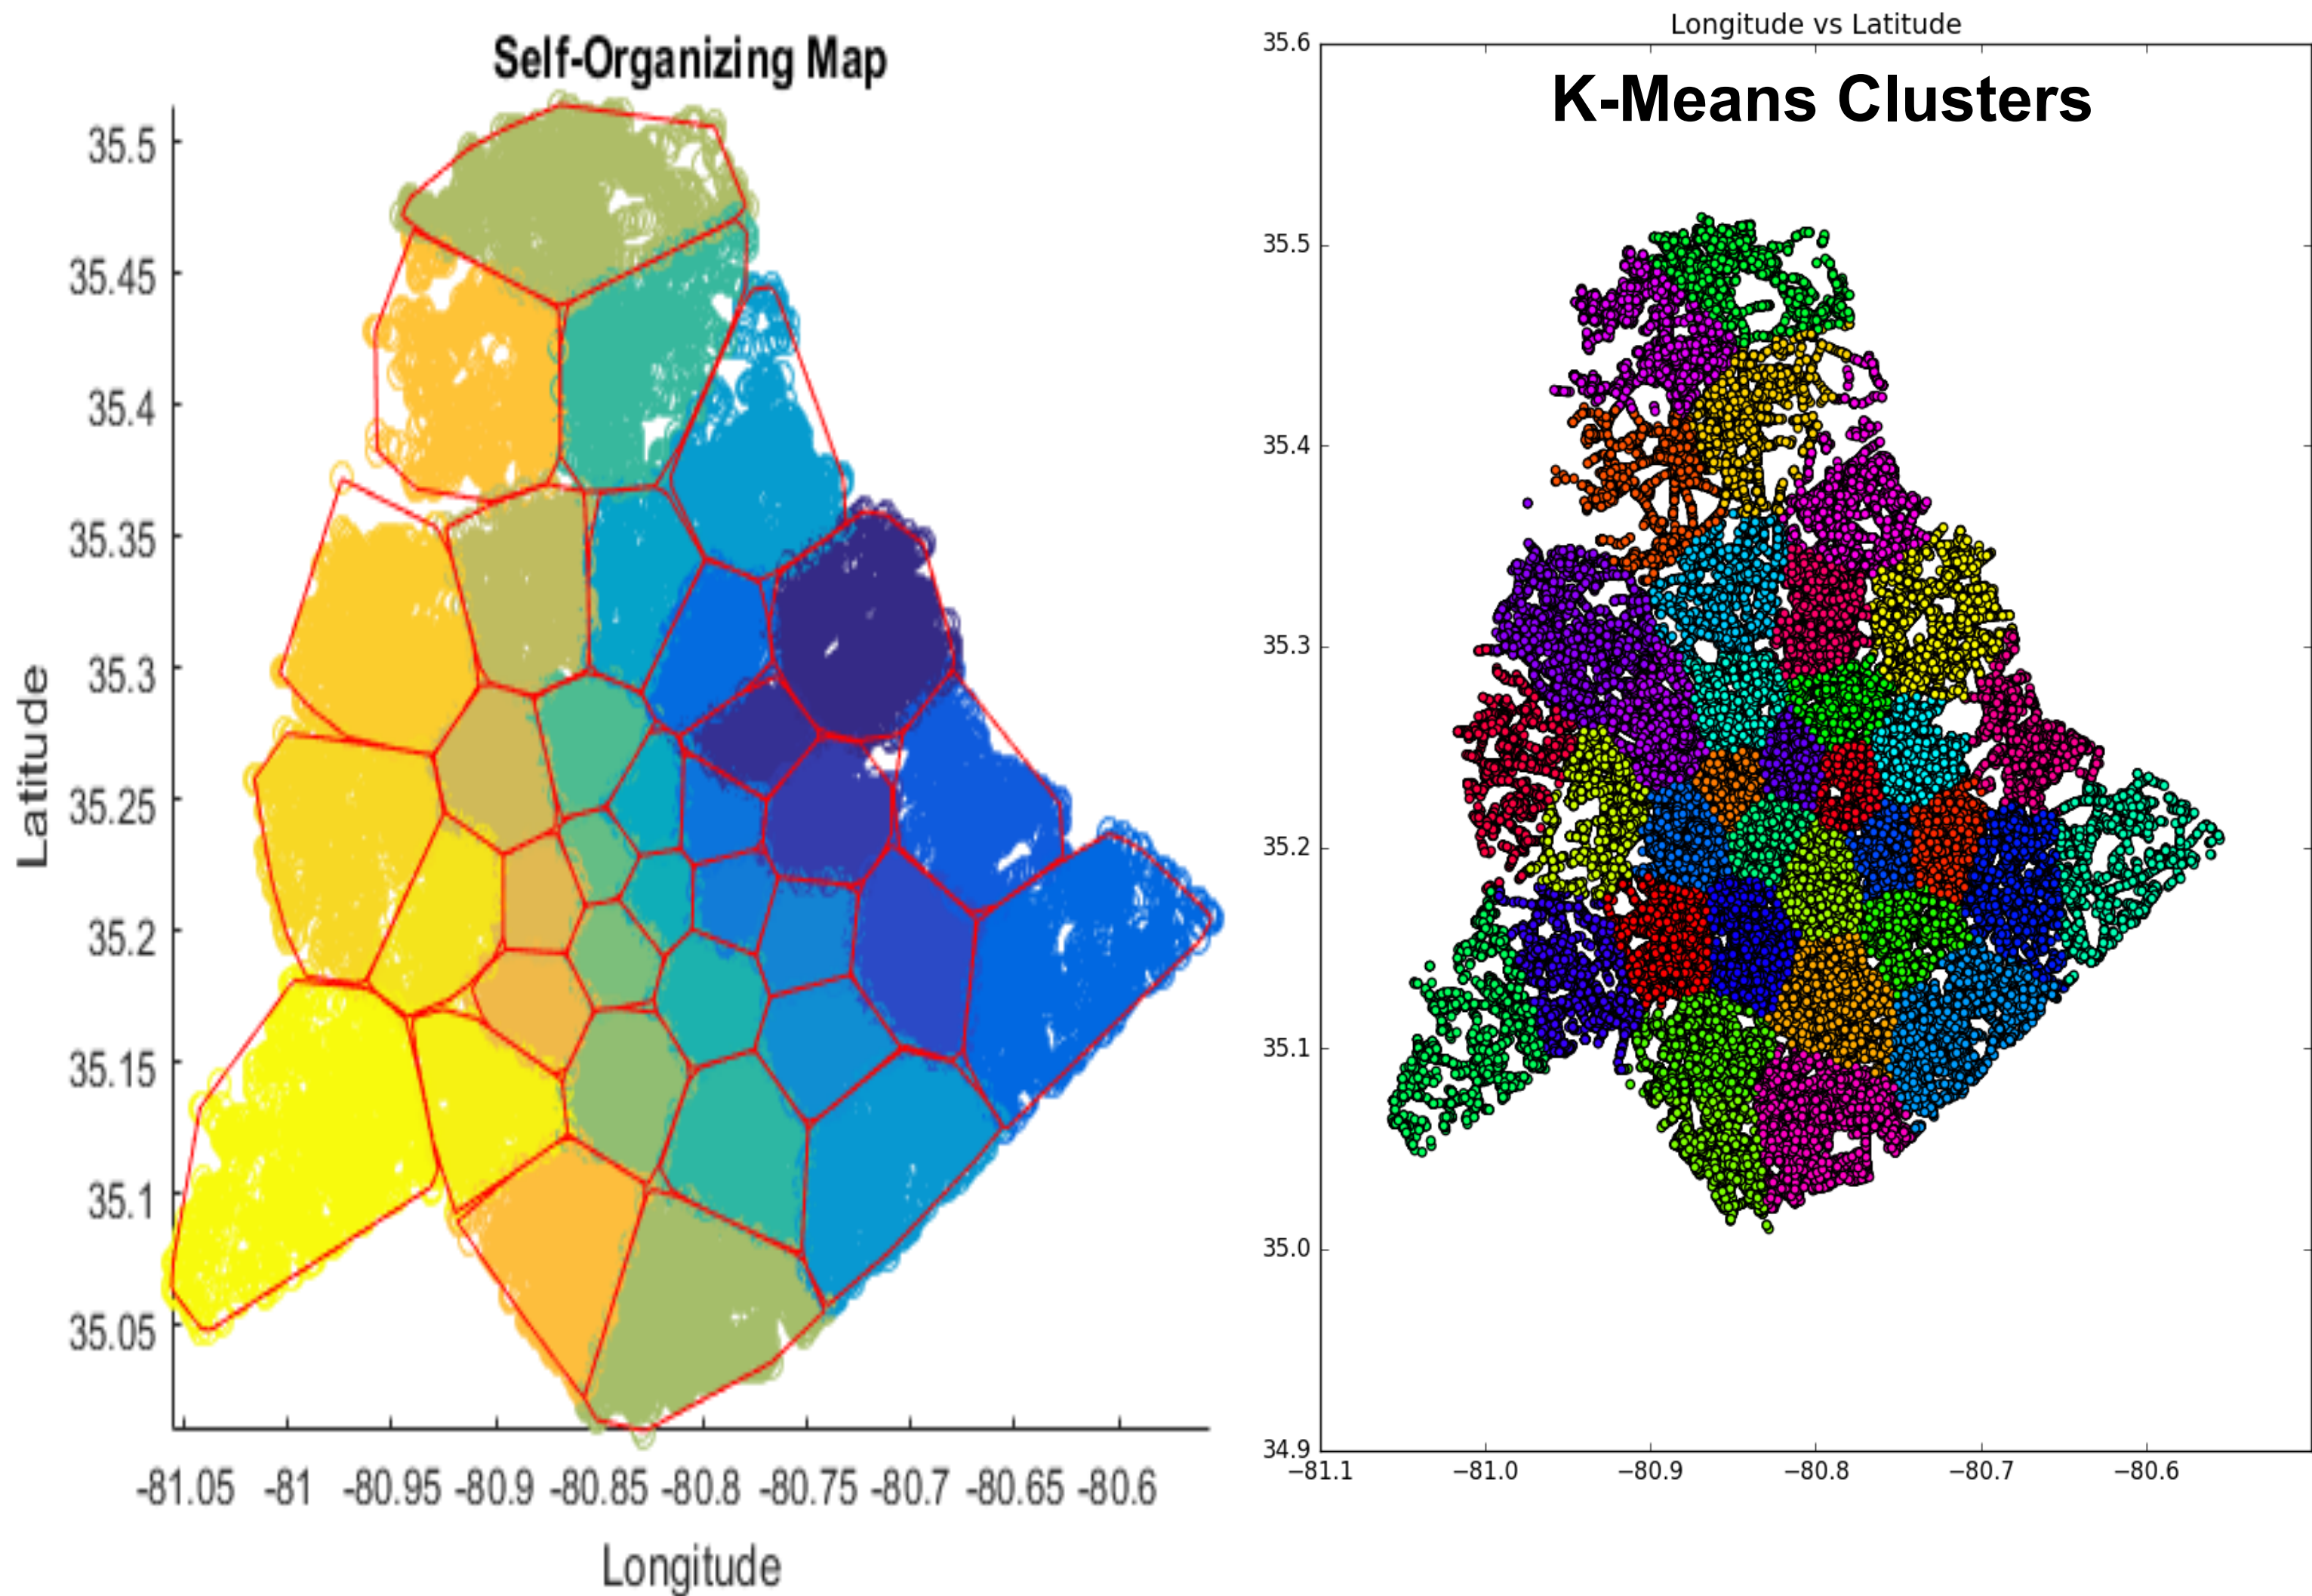 Self-Organizing Map
35.5
35.45
35.4
35.35
35.3
35.25
35.2
35.15
35.1
35.05
Latitude
-81.05 -81 -80.95 -80.9 -80.85 -80.8 -80.75 -80.7 -80.65 -80.6
Longitude
Longitude vs Latitude
K-Means Clusters
35.6
35.5
35.4
35.3
35.2
35.1
35.0
34.9
−81.1 −81.0 −80.9 −80.8 −80.7 −80.6